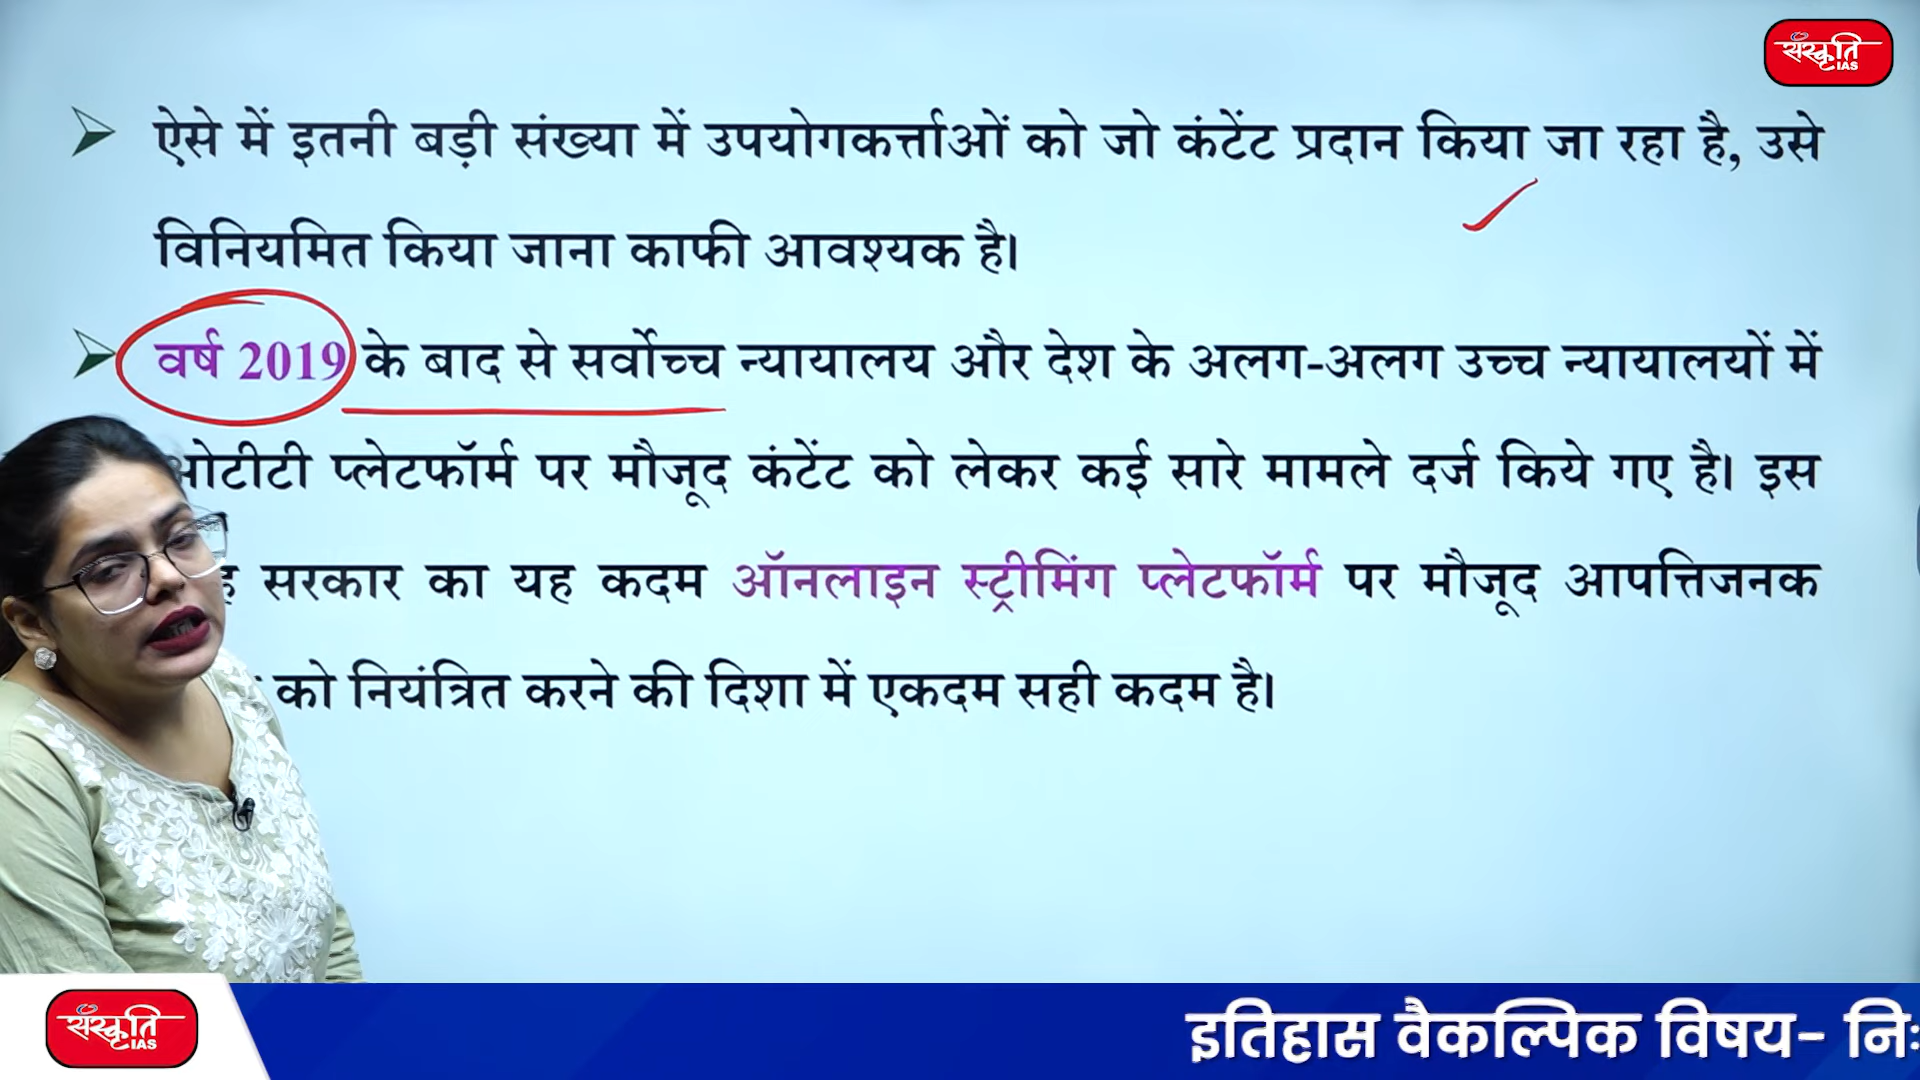 संस्कृति
IAS
ऐसे में इतनी बड़ी संख्या में उपयोगकर्त्ताओं को जो कंटेंट प्रदान किया जा रहा है, उसे
विनियमित किया जाना काफी आवश्यक है।
वर्ष 2019 के बाद से सर्वोच्च न्यायालय और देश के अलग-अलग उच्च न्यायालयों में
ओटीटी प्लेटफॉर्म पर मौजूद कंटेंट को लेकर कई सारे मामले दर्ज किये गए है। इस
सरकार का यह कदम ऑनलाइन स्ट्रीमिंग प्लेटफॉर्म पर मौजूद आपत्तिजनक
को नियंत्रित करने की दिशा में एकदम सही कदम है।
संस्कृति
IAS
इतिहास वैकल्पिक विषय-